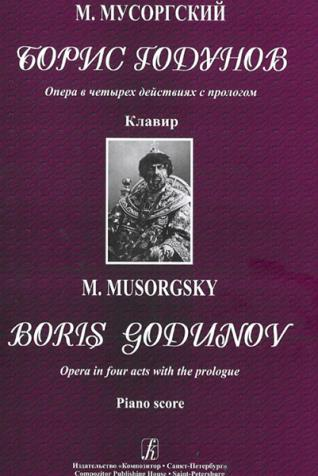 М. МУСОРГСКИЙ
БОРИС ГОДУНОВ
Опера в четырех действиях с прологом
Клавир
M. MUSORGSKY
BORIS GODUNOV
Opera in four acts with the prologue
Piano score
Издательство «Композитор • Санкт-Петербург»
Compozitor Publishing House • Saint-Petersburg